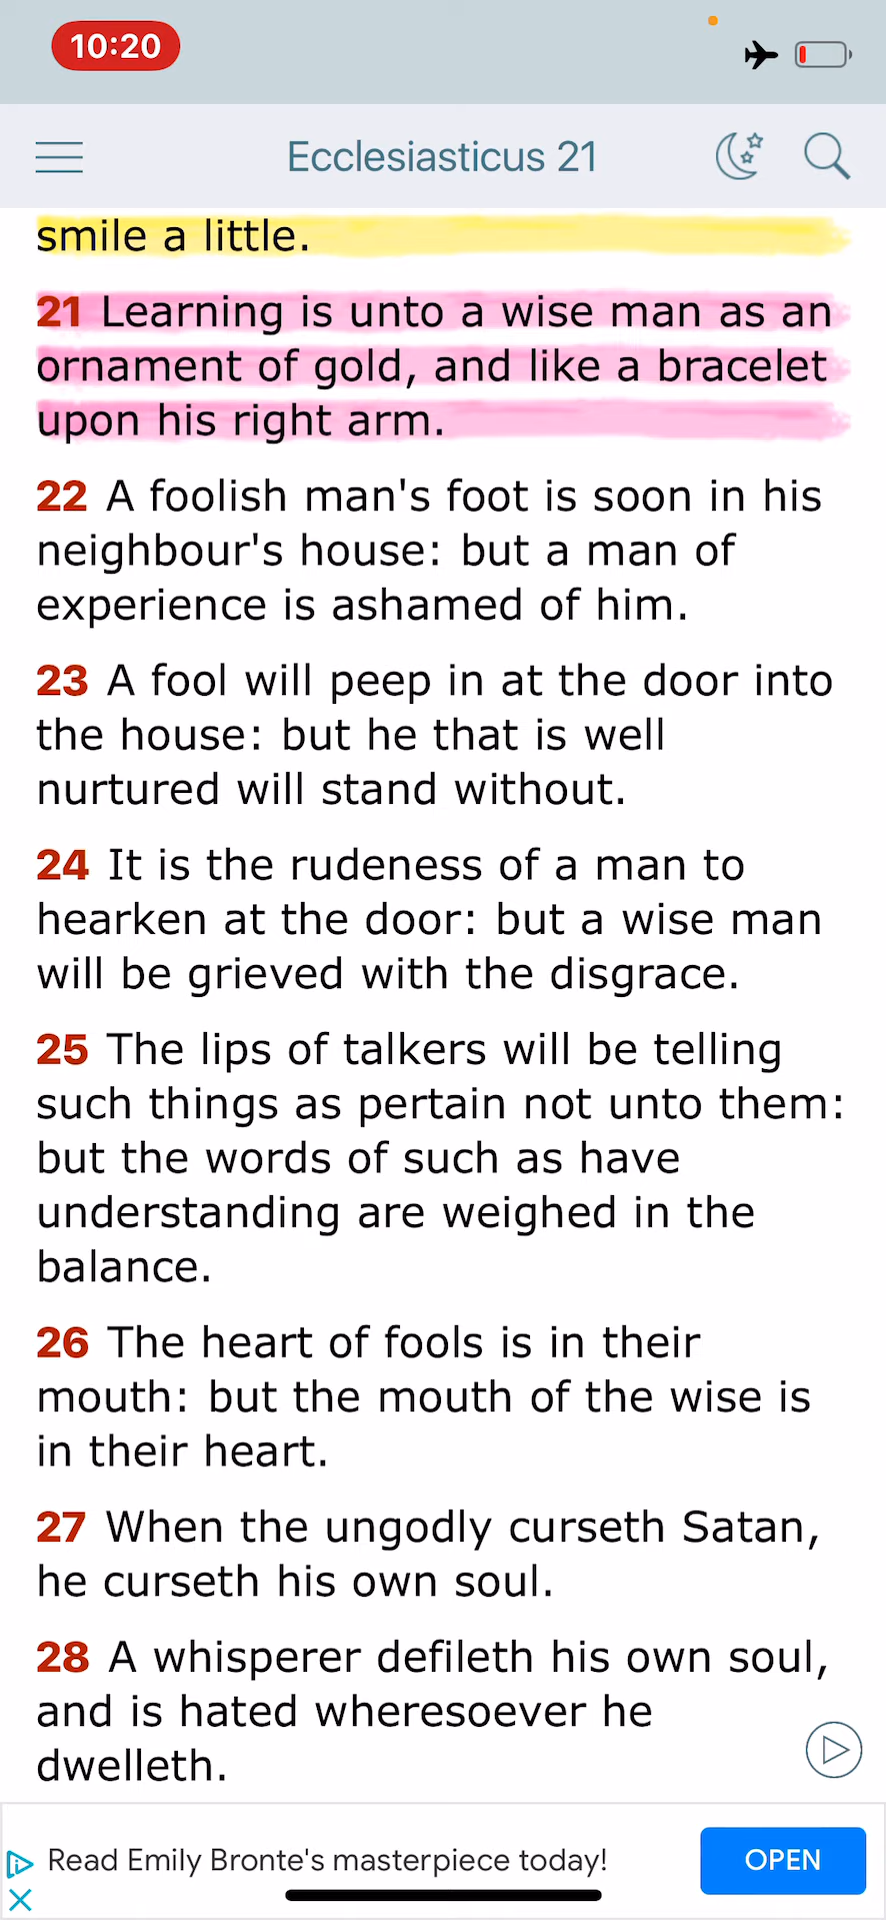 10:20
Ecclesiasticus 21
smile a little.
21 Learning is unto a wise man as an
ornament of gold, and like a bracelet
upon his right arm.
22 A foolish man's foot is soon in his
neighbour's house: but a man of
experience is ashamed of him.
23 A fool will peep in at the door into
the house: but he that is well
nurtured will stand without.
24 It is the rudeness of a man to
hearken at the door: but a wise man
will be grieved with the disgrace.
25 The lips of talkers will be telling
such things as pertain not unto them:
but the words of such as have
understanding are weighed in the
balance.
26 The heart of fools is in their
mouth: but the mouth of the wise is
in their heart.
27 When the ungodly curseth Satan,
he curseth his own soul.
28 A whisperer defileth his own soul,
and is hated wheresoever he
dwelleth.
Read Emily Bronte's masterpiece today!
OPEN